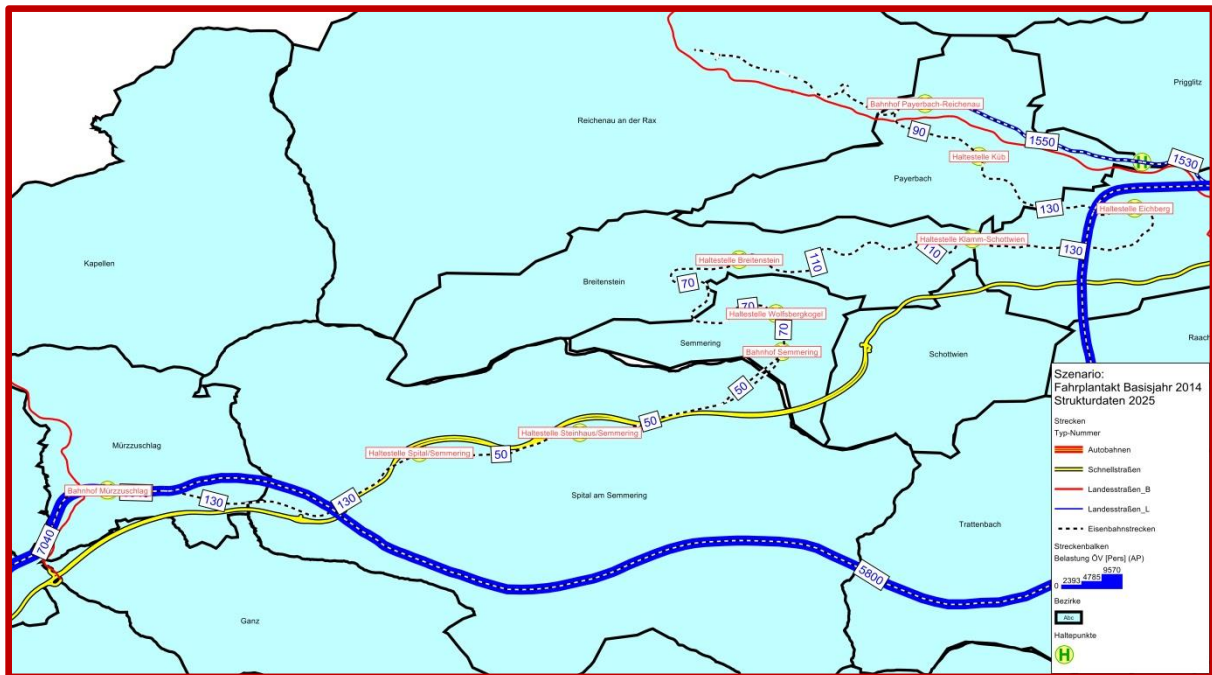 Prigglitz
Bahnhof Payerbach-Reichenau
Reichenau an der Rax
90
1550
1530
H
Haltestelle Küb
Payerbach
130
Haltestelle Eichberg
Haltestelle Klamm-Schottwien
110
130
Kapellen
Haltestelle Breitenstein
110
Breitenstein
70
70
Haltestelle Wolfsbergkogel
70
Semmering
Bahnhof Semmering
Schottwien
Raach
50
50
Haltestelle Steinhaus/Semmering
Mürzzuschlag
Haltestelle Spital/Semmering
50
Bahnhof Mürzzuschlag
130
130
Spital am Semmering
Trattenbach
7040
5800
Ganz
Szenario:
Fahrplantakt Basisjahr 2014
Strukturdaten 2025
Strecken
Typ-Nummer
Autobahnen
Schnellstraßen
Landesstraßen_B
Landesstraßen_L
Eisenbahnstrecken
Streckenbalken
Belastung ÖV [Pers] (AP)
0 2393 4785 9570
Bezirke
Abc
Haltepunkte
H